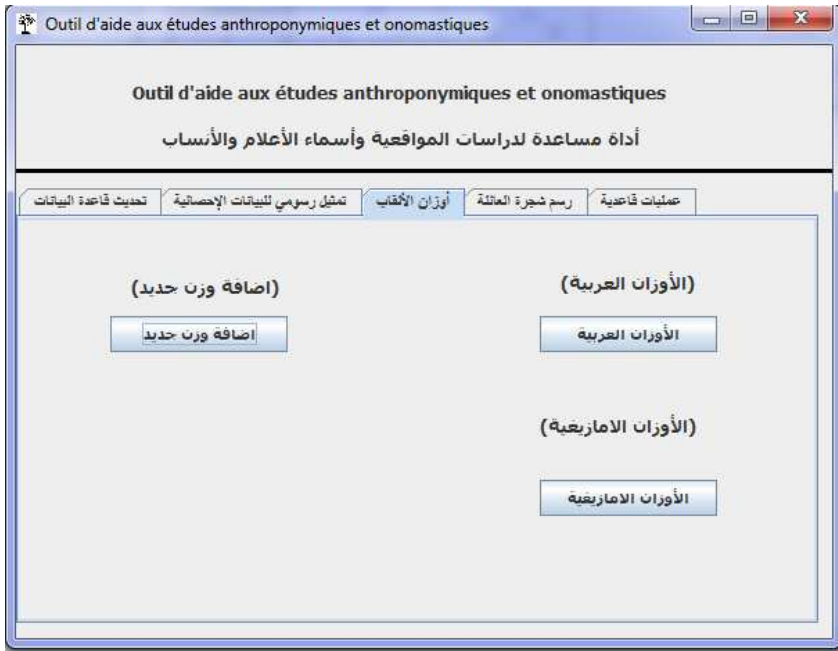 Outil d'aide aux études anthroponymiques et onomastiques
Outil d'aide aux études anthroponymiques et onomastiques
أداة مساعدة لدراسات المواقعية وأسماء الأعلام والأنساب
عمليات قاعدية
رسم شجرة العائلة
أوزان الألقاب
تمثيل رسومي للبيانات الإحصائية
تحديث قاعدة البيانات
(الأوزان العربية)
(اضافة وزن جديد)
الأوزان العربية
اضافة وزن جديد
(الأوزان الامازيغية)
الأوزان الامازيغية